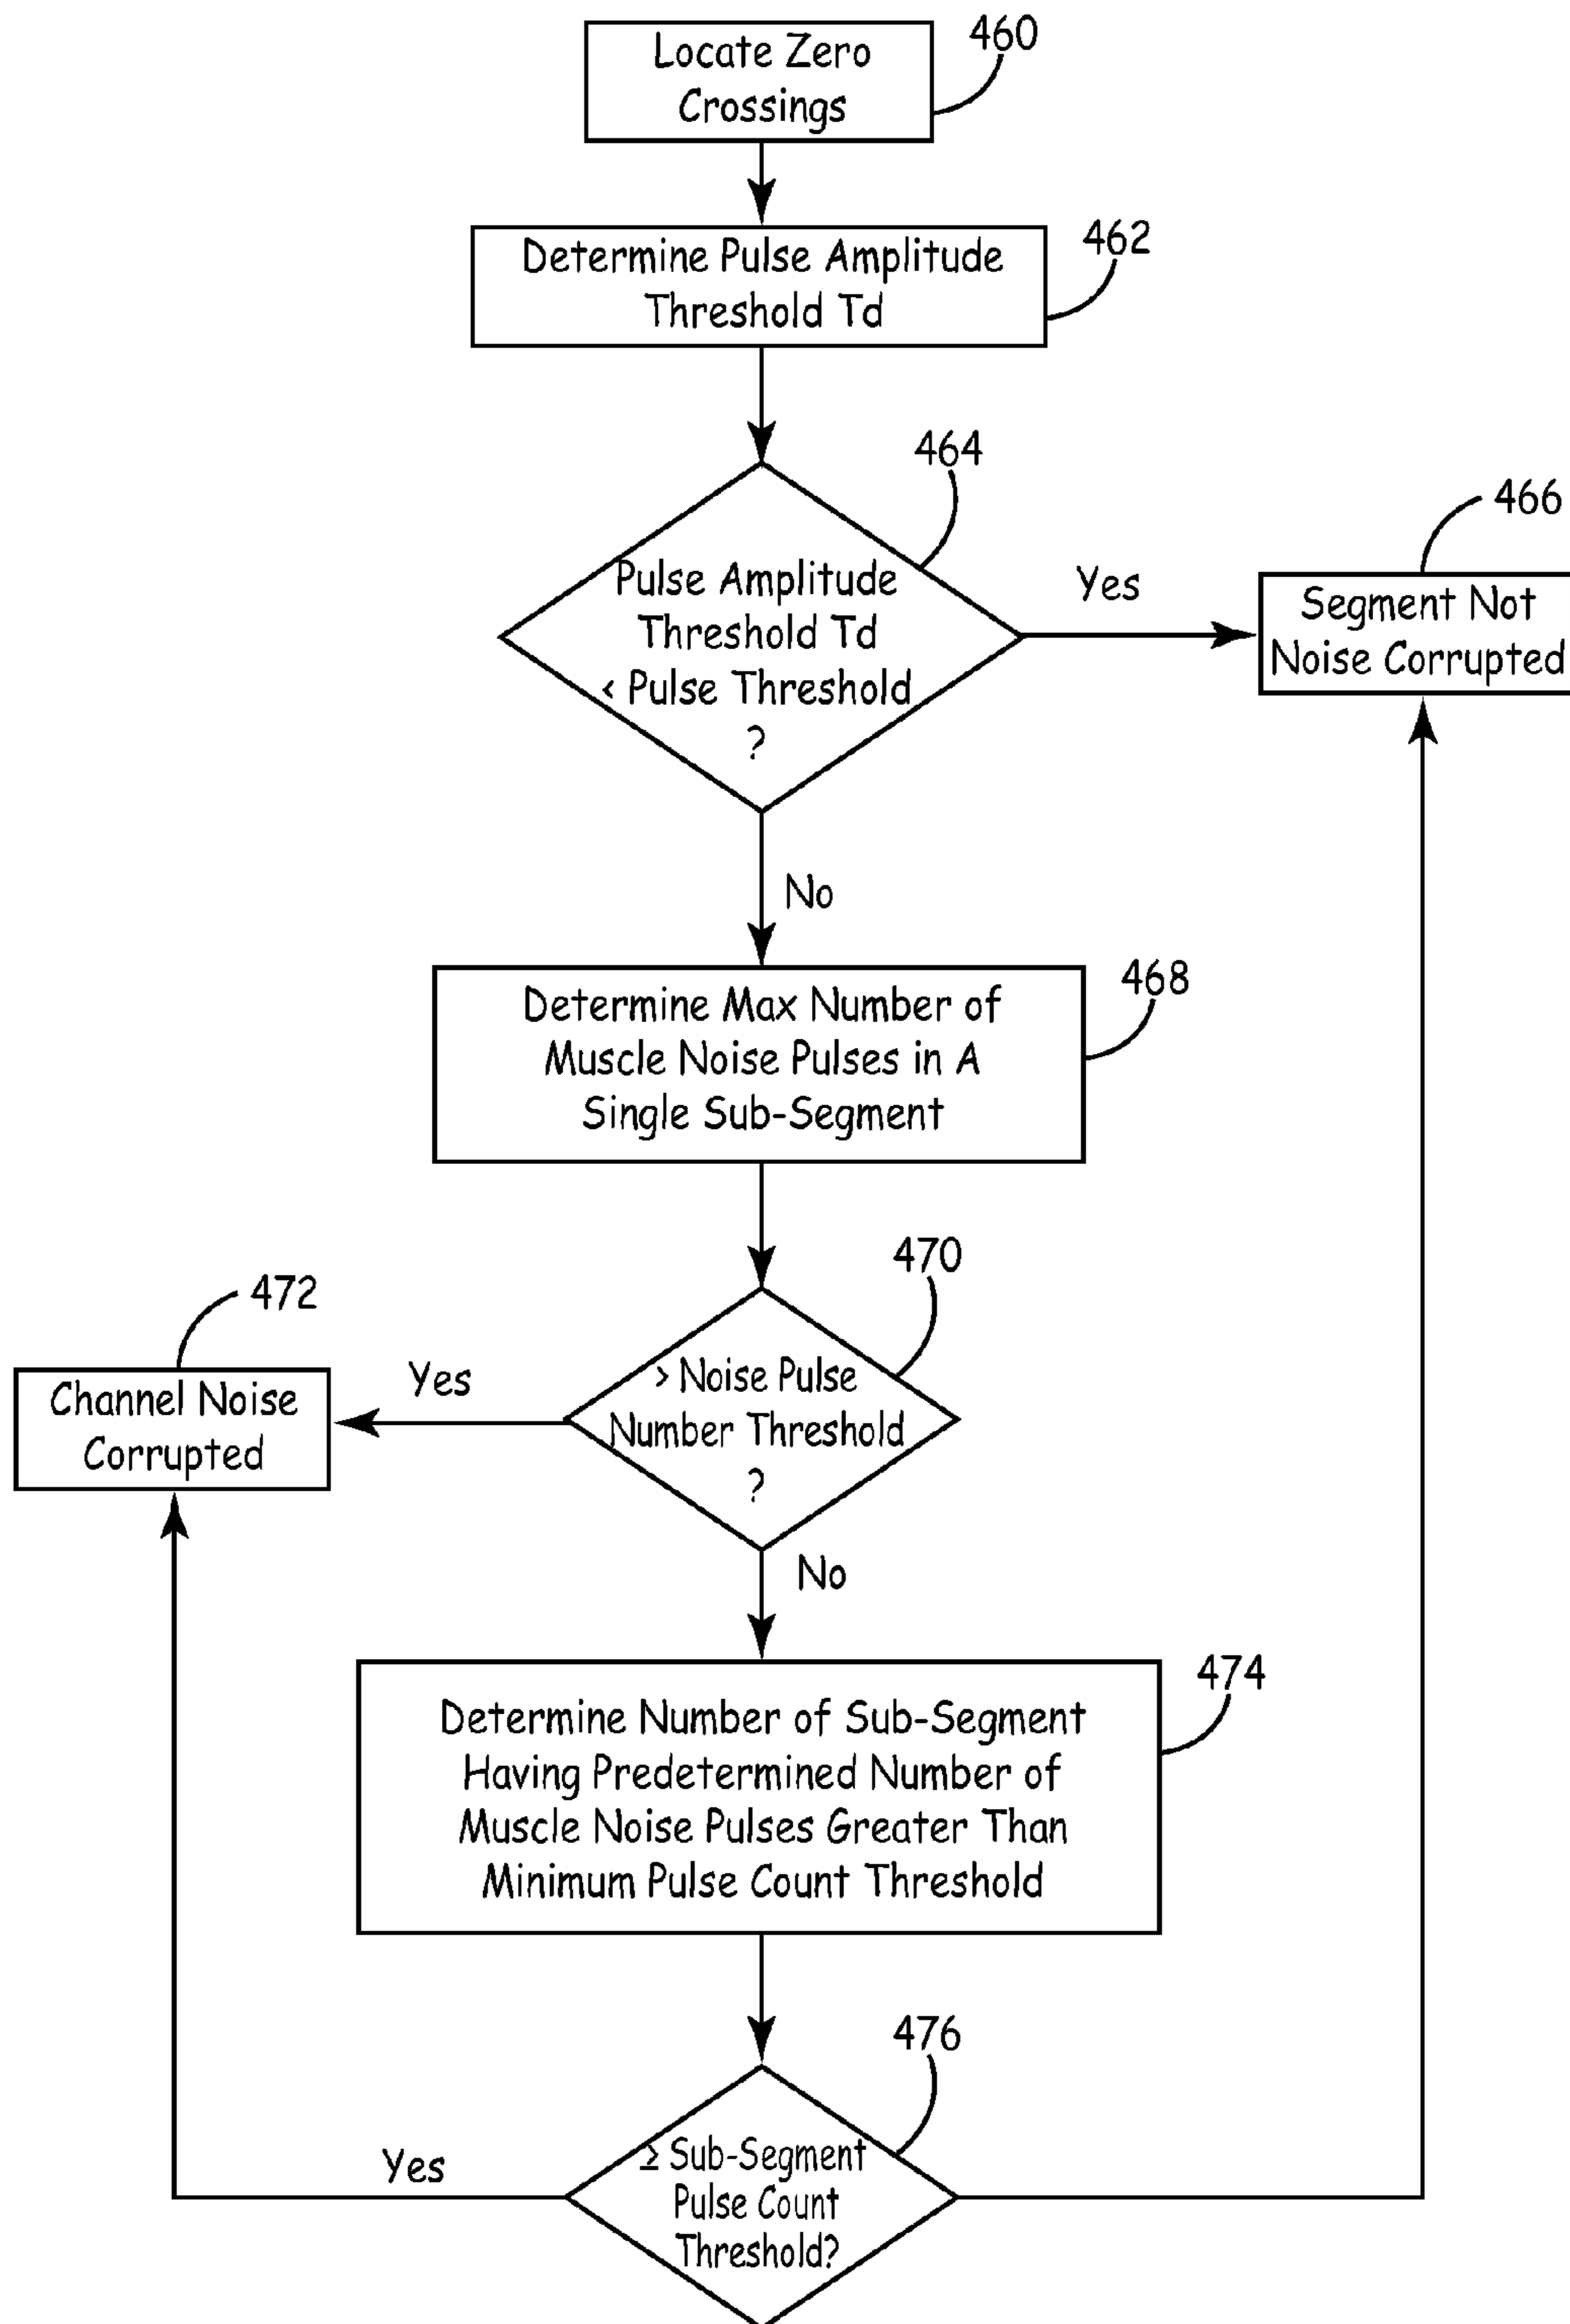 Locate Zero
Crossings
460
Determine Pulse Amplitude
Threshold Td
462
464
Pulse Amplitude
Threshold Td
< Pulse Threshold
?
Yes
466
Segment Not
Noise Corrupted
No
Determine Max Number of
Muscle Noise Pulses in A
Single Sub-Segment
468
470
> Noise Pulse
Number Threshold
?
Yes
472
Channel Noise
Corrupted
No
Determine Number of Sub-Segment
Having Predetermined Number of
Muscle Noise Pulses Greater Than
Minimum Pulse Count Threshold
474
476
≥ Sub-Segment
Pulse Count
Threshold?
Yes